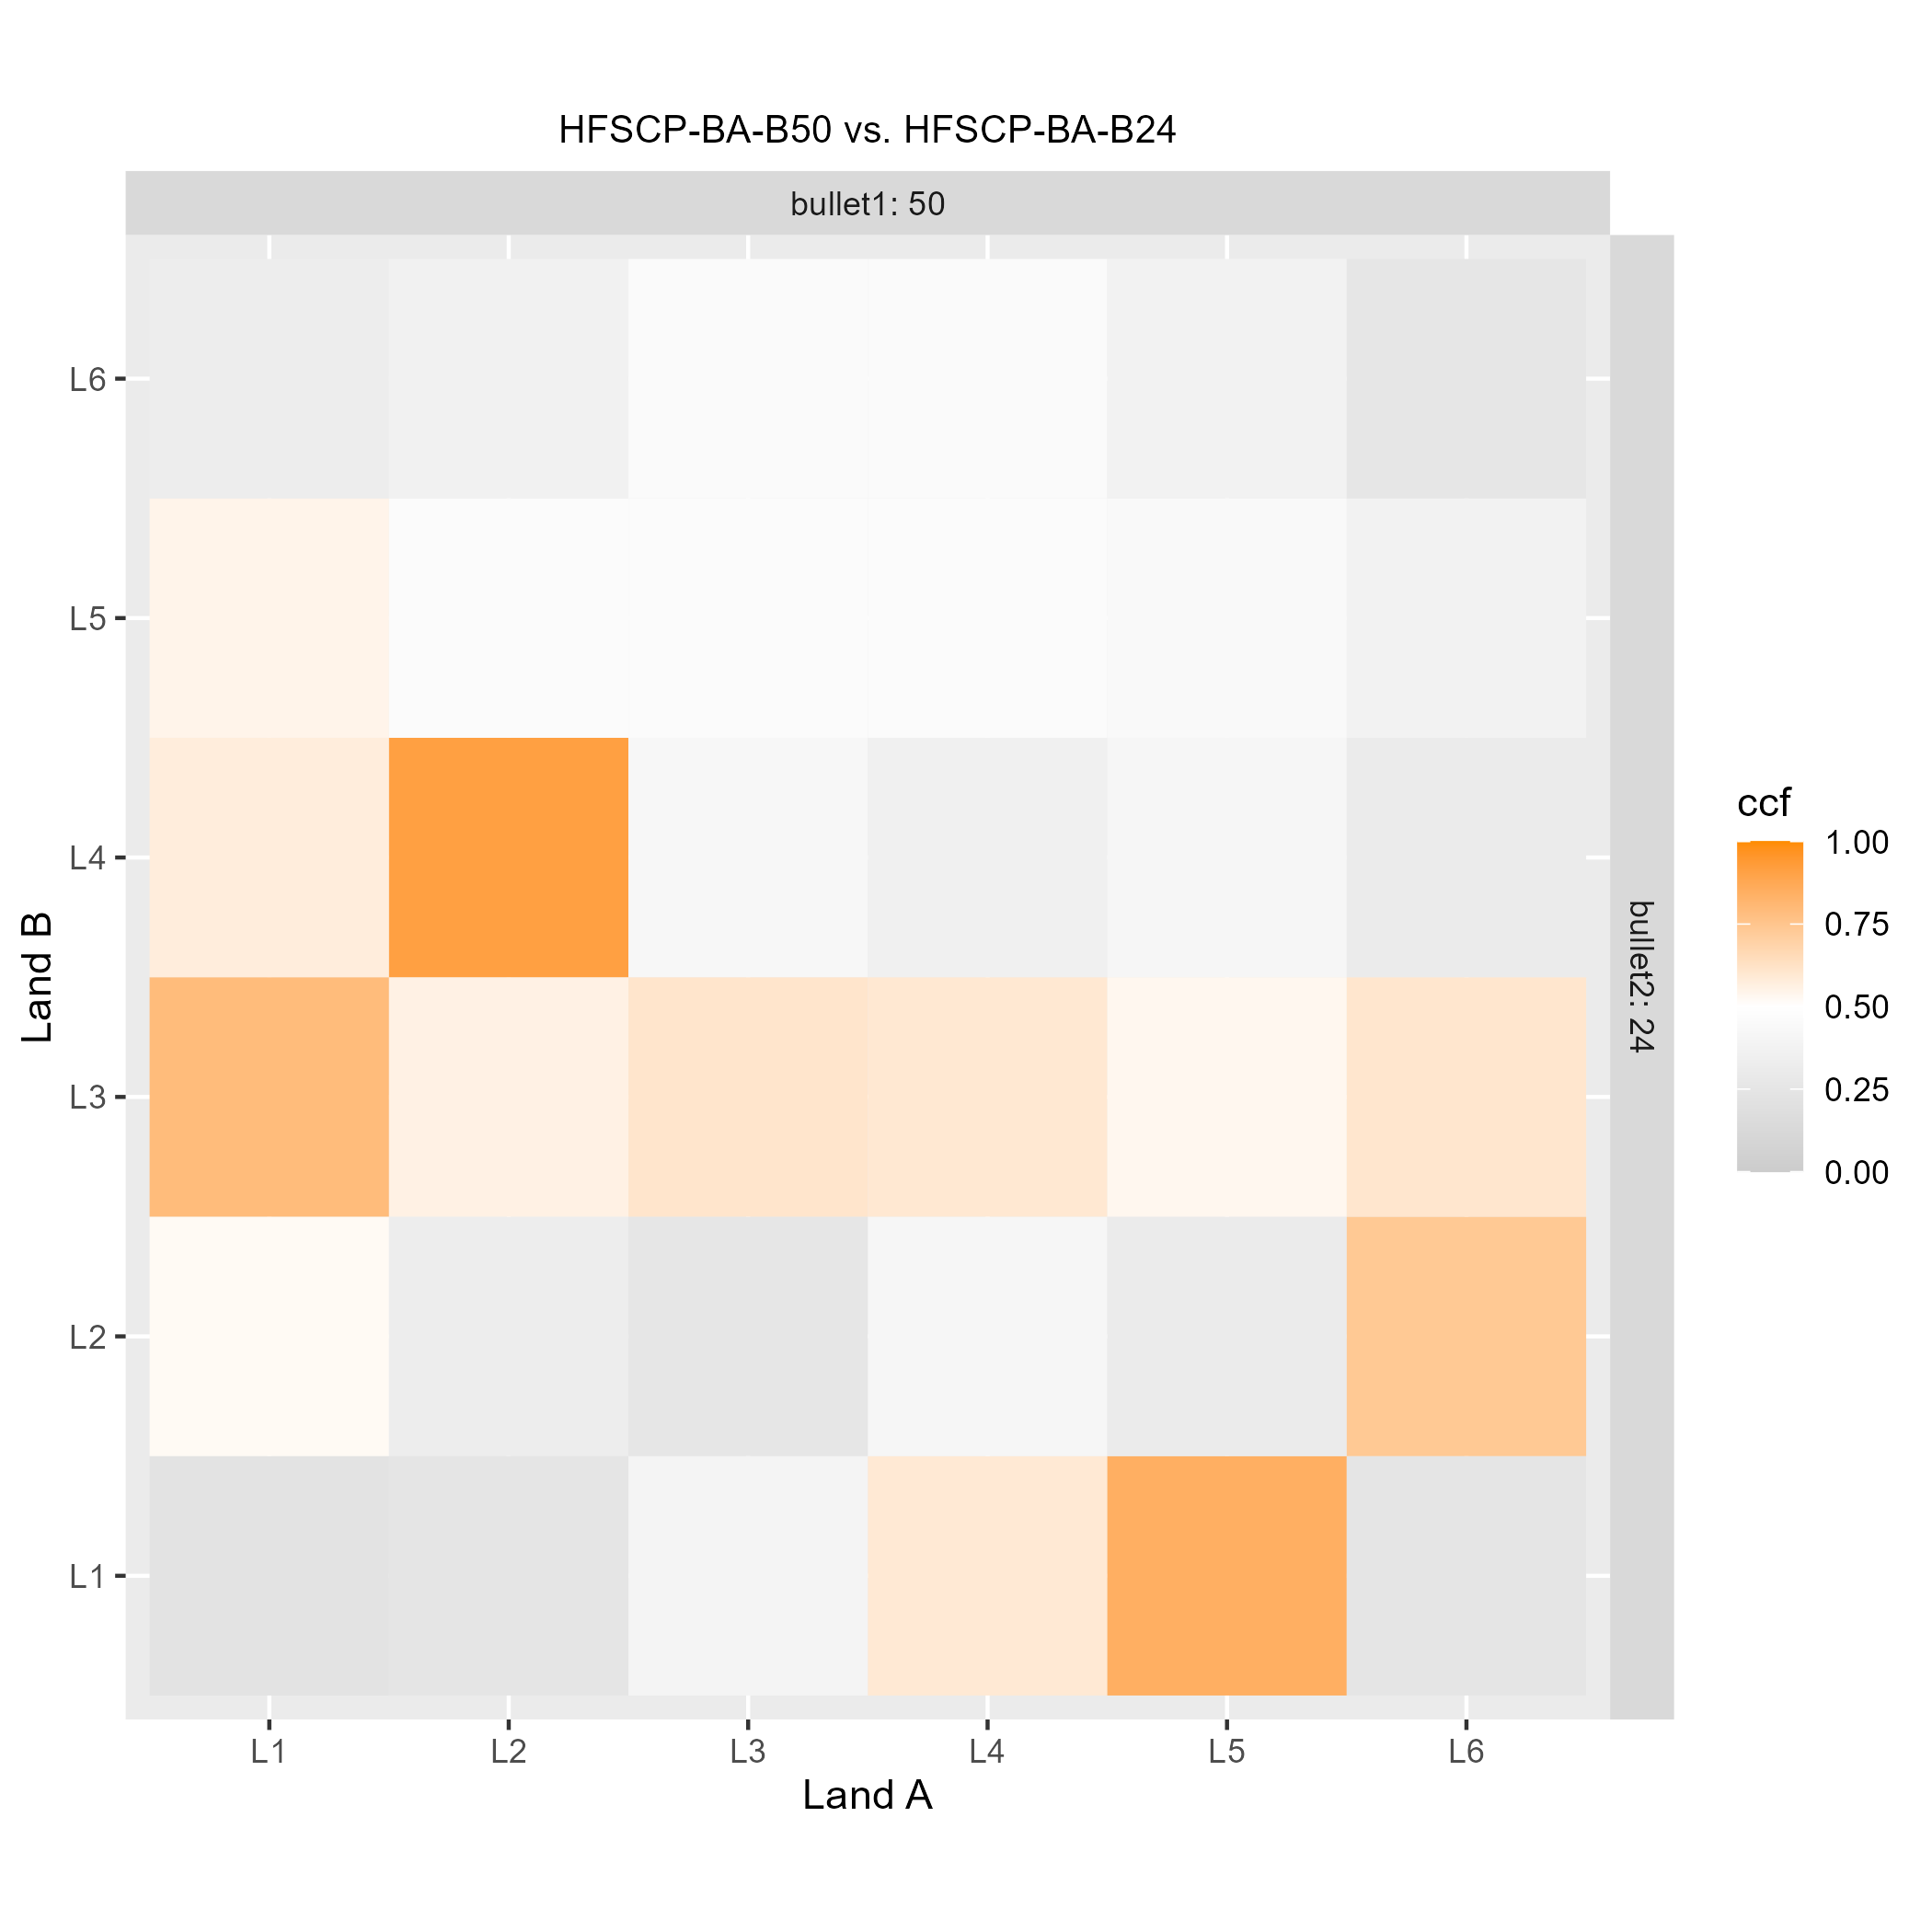 HFSCP-BA-B50 vs. HFSCP-BA-B24
bullet1: 50
L6
L5
L4
L3
L2
L1
Land B
bullet2: 24
ccf
1.00
0.75
0.50
0.25
0.00
L1 L2 L3 L4 L5 L6
Land A